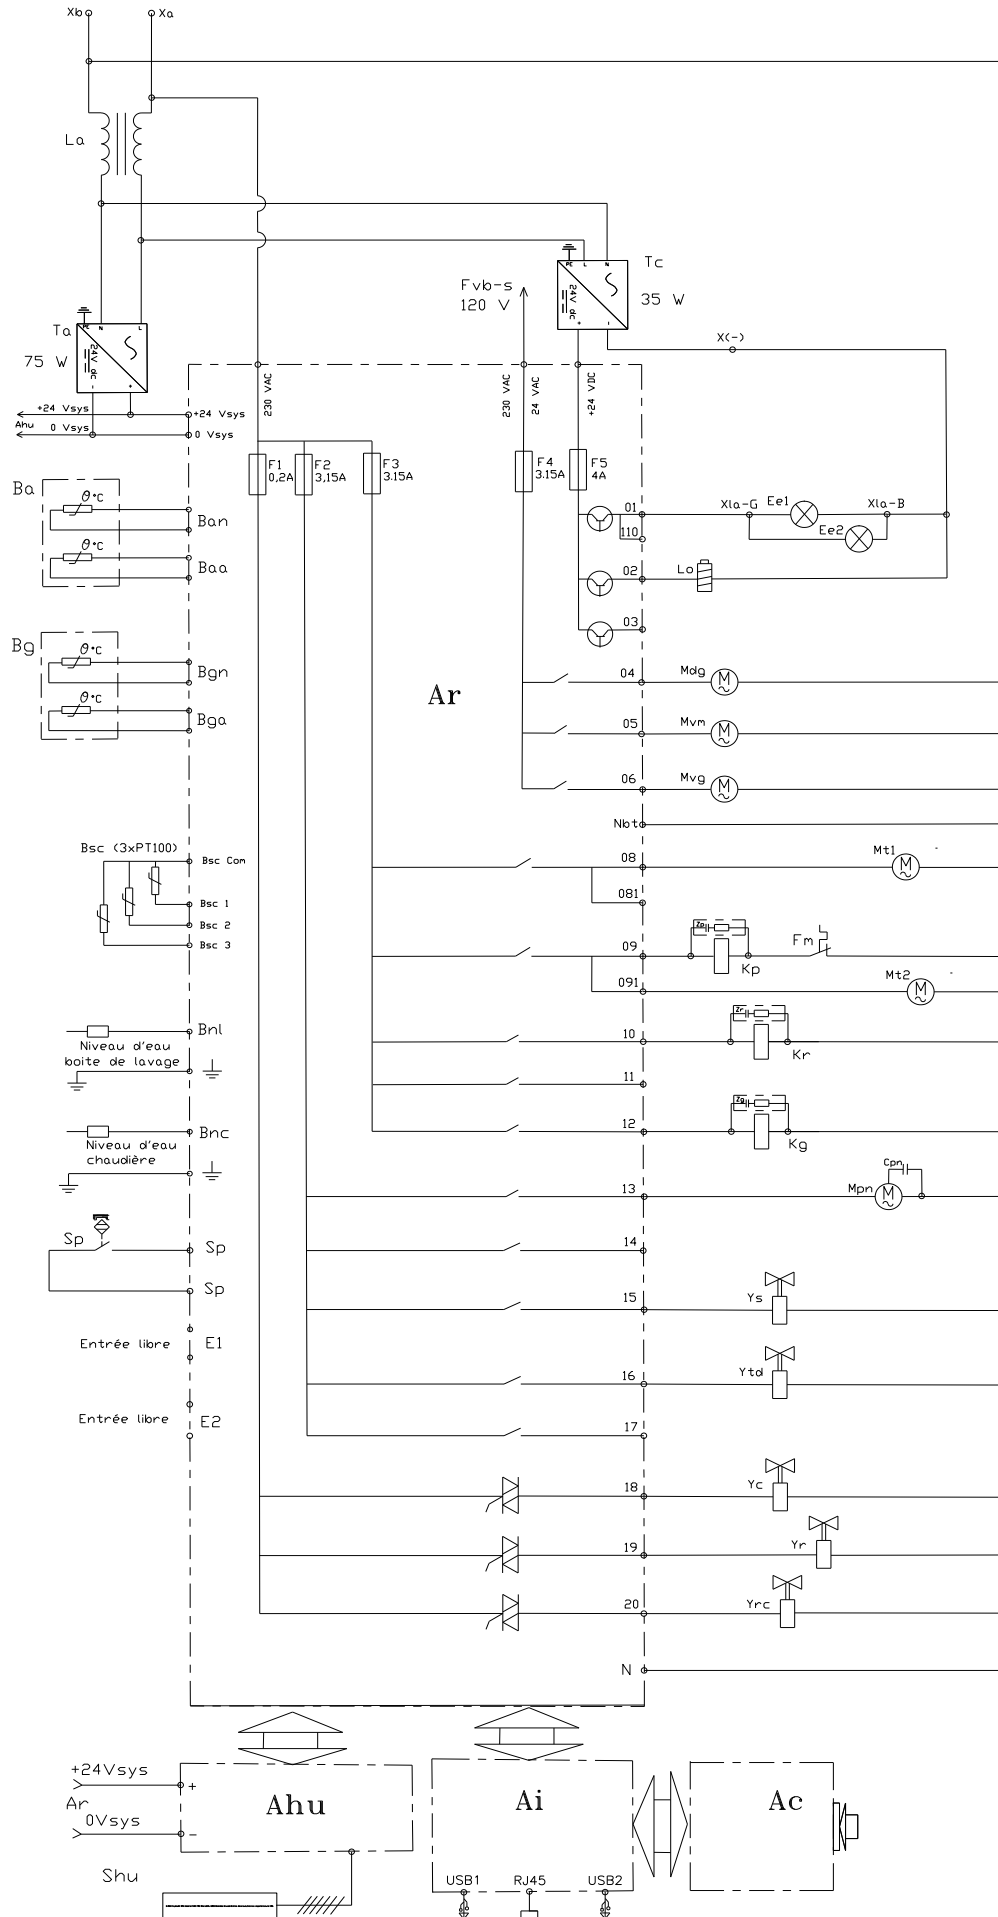 Xb
Xa
La
PE L N
24V dc
+ -
Tc
35 W
Fvb-s
120 V
X(-)
PE N L
24V dc
- +
Ta
75 W
230 VAC
230 VAC
24 VAC
+24 VDC
+24 Vsys
Ahu 0 Vsys
+24 Vsys
0 Vsys
F1
0,2A
F2
3,15A
F3
3.15A
F4
3.15A
F5
4A
Ba
θ°C
Ban
θ°C
Baa
01
110
Xla-G
Ee1
Xla-B
Ee2
02
Lo
03
Bg
θ°C
Bgn
θ°C
Bga
Ar
04
Mdg
M
05
Mvm
M
06
Mvg
M
Nbt
Bsc (3xPT100)
Bsc Com
Bsc 1
Bsc 2
Bsc 3
08
Mt1
M
081
09
Zp
Kp
Fm
091
Mt2
M
Bnl
Niveau d'eau
boite de lavage
10
Zr
Kr
11
Bnc
Niveau d'eau
chaudière
12
Zg
Kg
13
Cpn
Mpn
M
Sp
Sp
Sp
14
15
Ys
Entrée libre
E1
16
Ytd
Entrée libre
E2
17
18
Yc
19
Yr
20
Yrc
N
+24Vsys
Ar
0Vsys
+
-
Ahu
Ai
Ac
Shu
USB1
RJ45
USB2